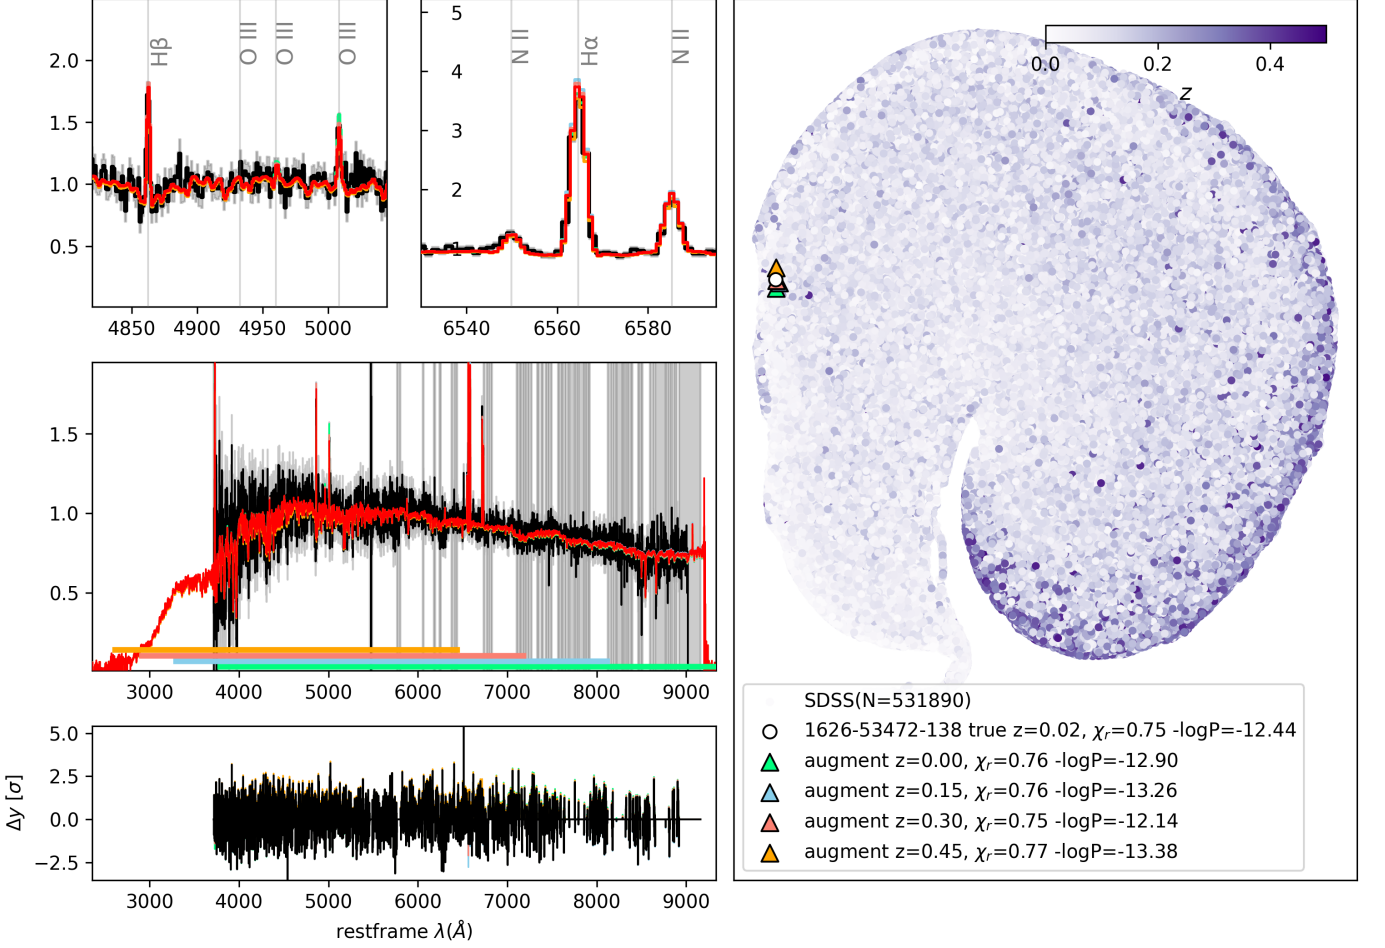 Hβ
O III
O III
O III
2.0
1.5
1.0
0.5
4850
4900
4950
5000
N II
Hα
N II
5
4
3
2
1
6540
6560
6580
0.0
0.2
0.4
z
1.5
1.0
0.5
3000
4000
5000
6000
7000
8000
9000
5.0
2.5
0.0
−2.5
Δy [σ]
3000
4000
5000
6000
7000
8000
9000
restframe λ(Å)
SDSS(N=531890)
1626-53472-138 true z=0.02, χr=0.75 -logP=-12.44
augment z=0.00, χr=0.76 -logP=-12.90
augment z=0.15, χr=0.76 -logP=-13.26
augment z=0.30, χr=0.75 -logP=-12.14
augment z=0.45, χr=0.77 -logP=-13.38